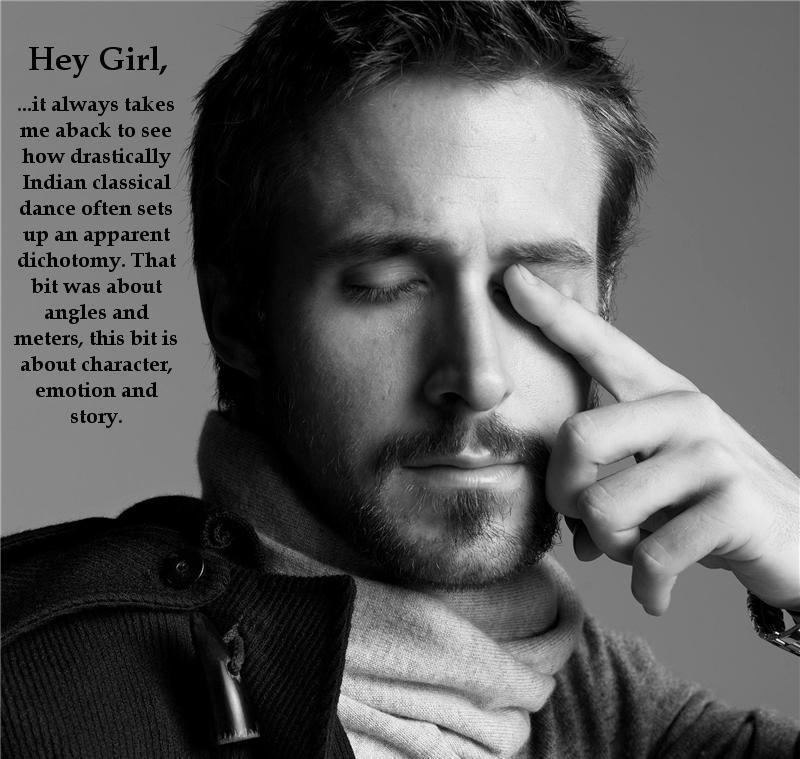 Hey Girl,
...it always takes
me aback to see
how drastically
Indian classical
dance often sets
up an apparent
dichotomy. That
bit was about
angles and
meters, this bit is
about character,
emotion and
story.